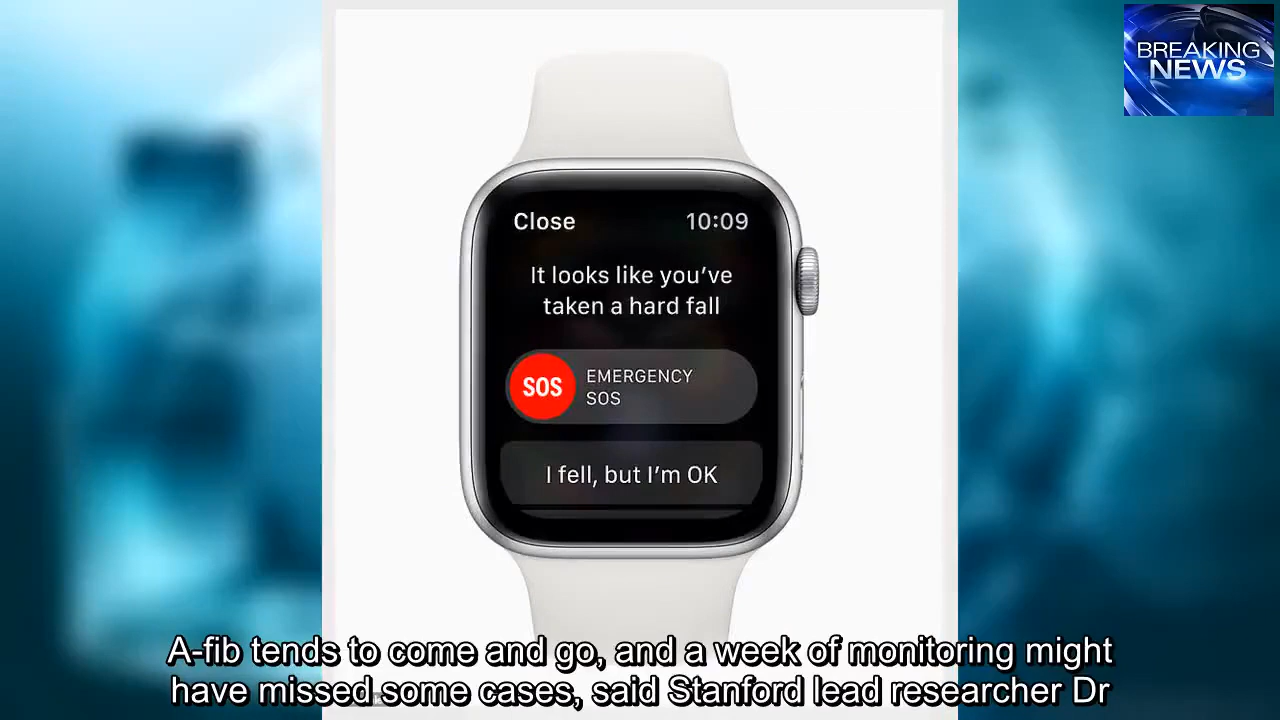 BREAKING
NEWS
Close 10:09
It looks like you've
taken a hard fall
SOS EMERGENCY
SOS
I fell, but I'm OK
A-fib tends to come and go, and a week of monitoring might
have missed some cases, said Stanford lead researcher Dr